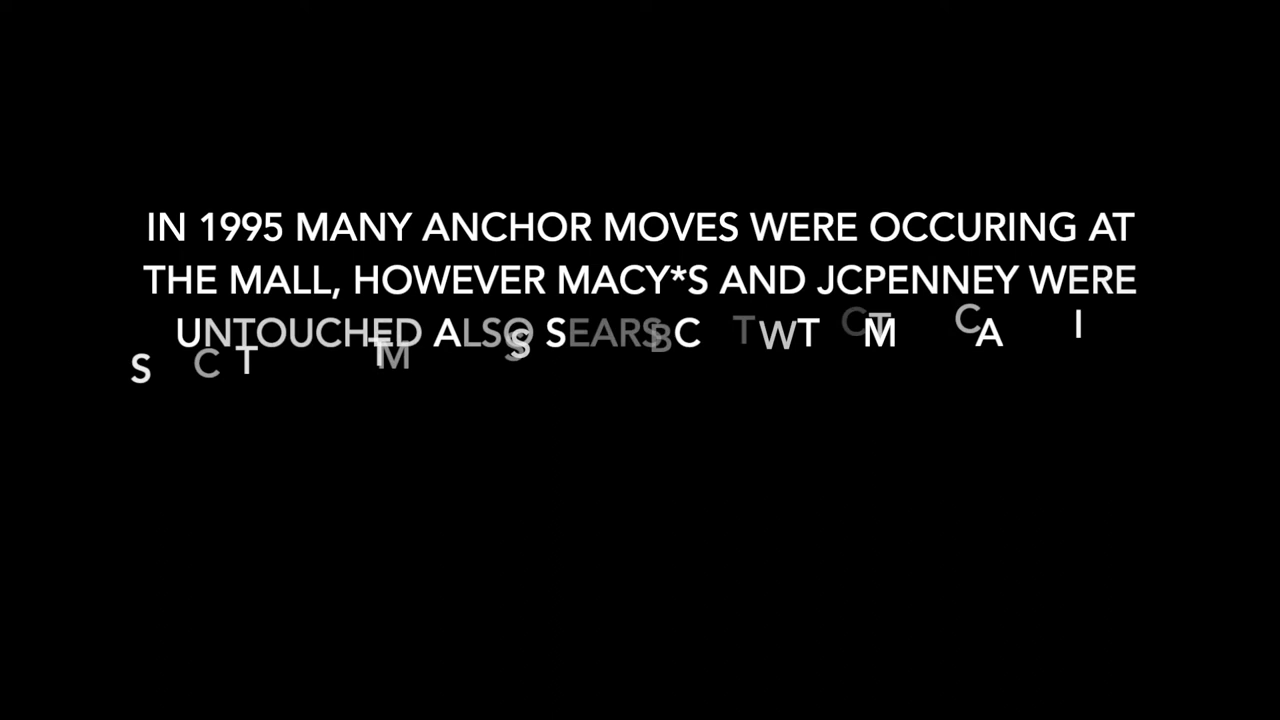 IN 1995 MANY ANCHOR MOVES WERE OCCURING AT
THE MALL, HOWEVER MACY*S AND JCPENNEY WERE
UNTOUCHED ALSO SEARS